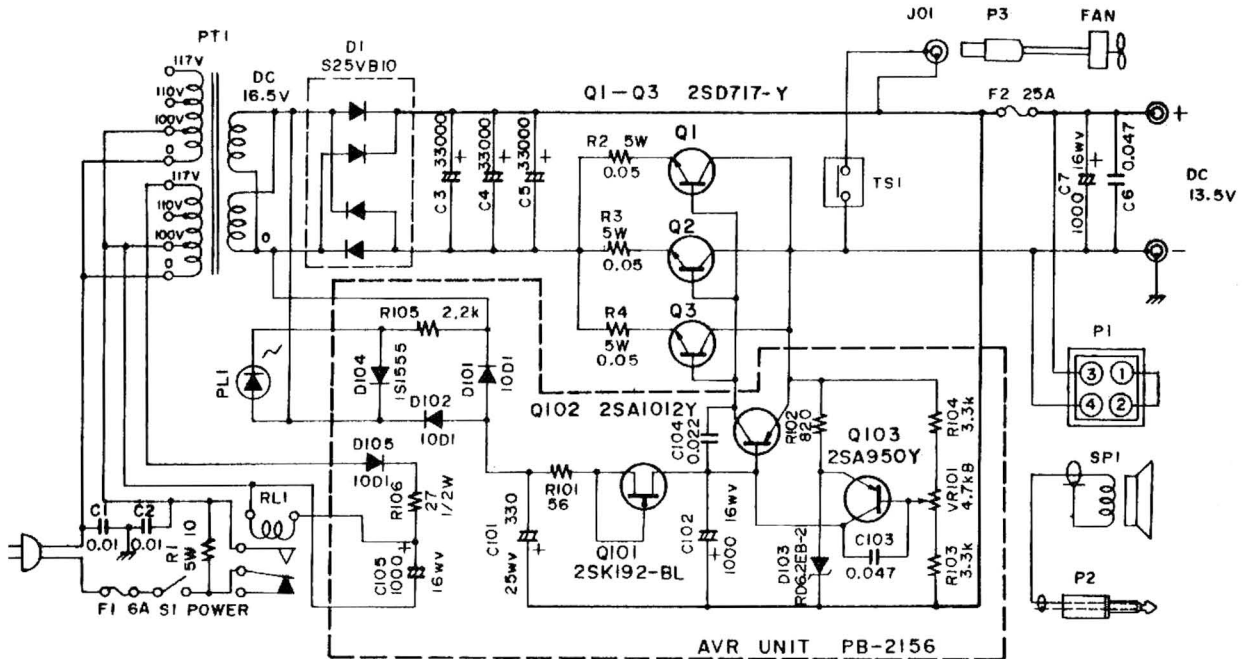 JO1 P3 FAN
PT1
117V
110V
100V
0
117V
110V
100V
0
DC
16.5V
0
D1
S25VB10
Q1-Q3 2SD717-Y
F2 25A
C3 33000 +
C4 33000 +
C5 33000 +
R2 5W
0.05
Q1
R3
5W
0.05
Q2
R4
5W
0.05
Q3
TS1
C7 16wv
1000 +
C6 0.047
+
DC
13.5V
-
P1
3 1
4 2
R105 2.2k
PL1
~
D104
1S1555
D101
10D1
D102
10D1
Q102 2SA1012Y
D105
10D1
R106
27
1/2W
RL1
C1
0.01
C2
0.01
R1
5W 10
F1 6A S1 POWER
C105
1000
16wv
+
C101 330
25wv
+
R101
56
Q101
2SK192-BL
C104
0.022
C102
1000 16wv
+
R102
820
Q103
2SA950Y
D103
RD6.2EB-2
C103
0.047
R104
3.3k
VR101
4.7kB
R103
3.3k
SP1
P2
AVR UNIT PB-2156